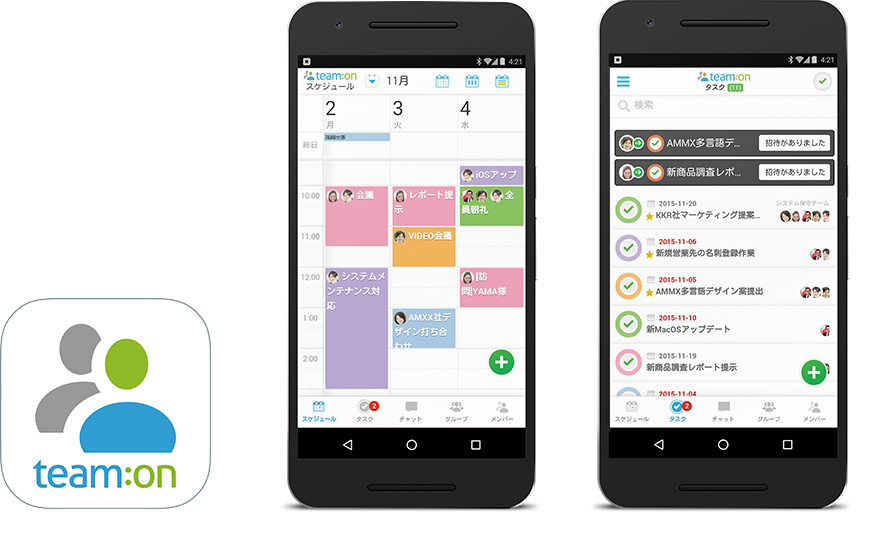 team:on
4:21
team:on
スケジュール
11月
2
月
3
火
4
水
終日
10:00
11:00
12:00
1:00
2:00
iOSアップ
会議
レポート提
示
全
員朝礼
VIDEO会議
システムメ
ンテナンス対
応
[訪
問]YAMA様
AMXX社デ
ザイン打ち合
わせ
2
スケジュール
タスク
チャット
グループ
メンバー
4:21
team:on
タスク (11)
検索
AMMX多言語デ...
招待がありました
新商品調査レポ...
招待がありました
2015-11-20
システム保守チーム
KKR社マーケティング提案...
2015-11-06
新規営業先の名刺登録作業
2015-11-05
AMMX多言語デザイン案提出
2015-11-10
新MacOSアップデート
2015-11-19
新商品調査レポート提示
2015-11-04
2
スケジュール
タスク
チャット
グループ
メンバー